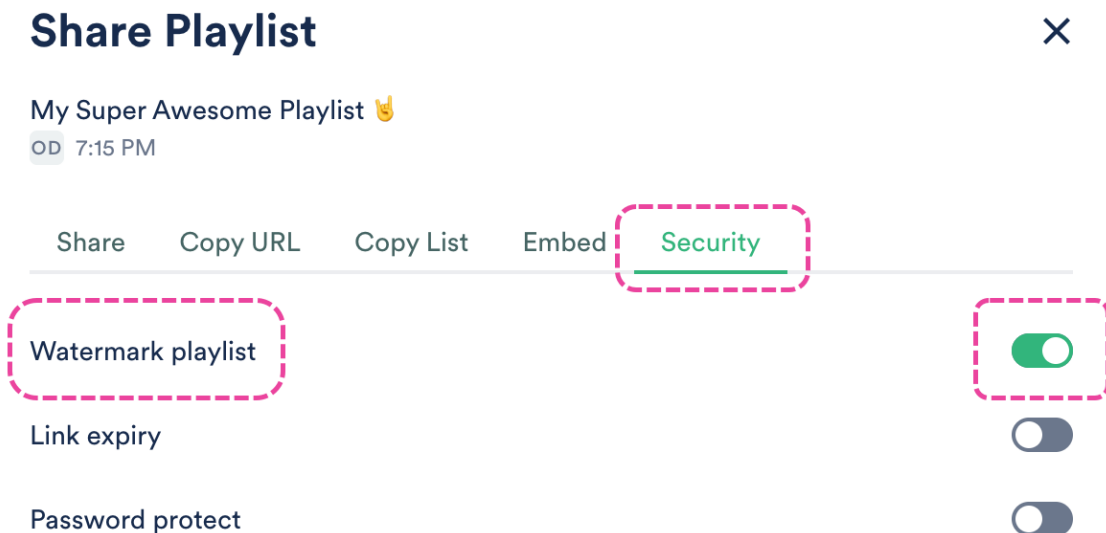 Share Playlist
My Super Awesome Playlist 🤘
OD 7:15 PM
Share Copy URL Copy List Embed Security
Watermark playlist
Link expiry
Password protect